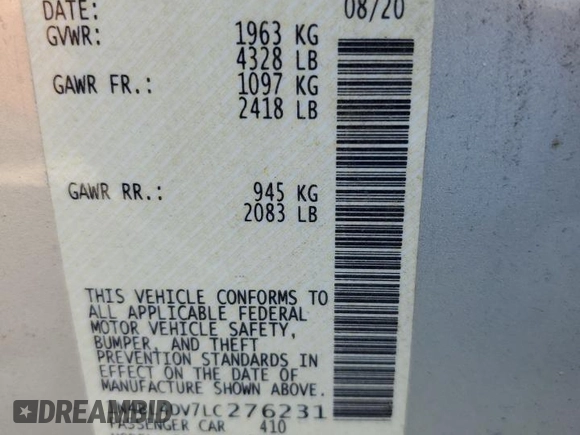 DATE: 08/20
GVWR: 1963 KG
4328 LB
GAWR FR.: 1097 KG
2418 LB
GAWR RR.: 945 KG
2083 LB
THIS VEHICLE CONFORMS TO
ALL APPLICABLE FEDERAL
MOTOR VEHICLE SAFETY,
BUMPER, AND THEFT
PREVENTION STANDARDS IN
EFFECT ON THE DATE OF
MANUFACTURE SHOWN ABOVE.
DV7LC276231
PASSENGER CAR 410
DREAMBID